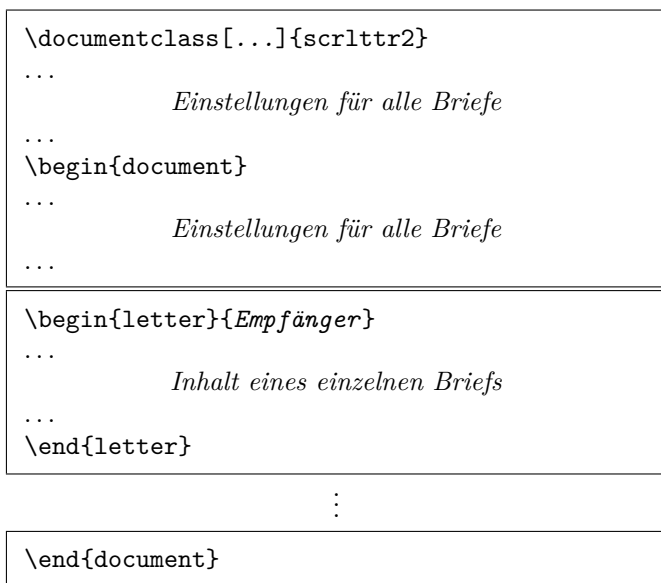 \documentclass[...]{scrlttr2}
...
Einstellungen für alle Briefe
...
\begin{document}
...
Einstellungen für alle Briefe
...
\begin{letter}{Empfänger}
...
Inhalt eines einzelnen Briefs
...
\end{letter}
⋮
\end{document}